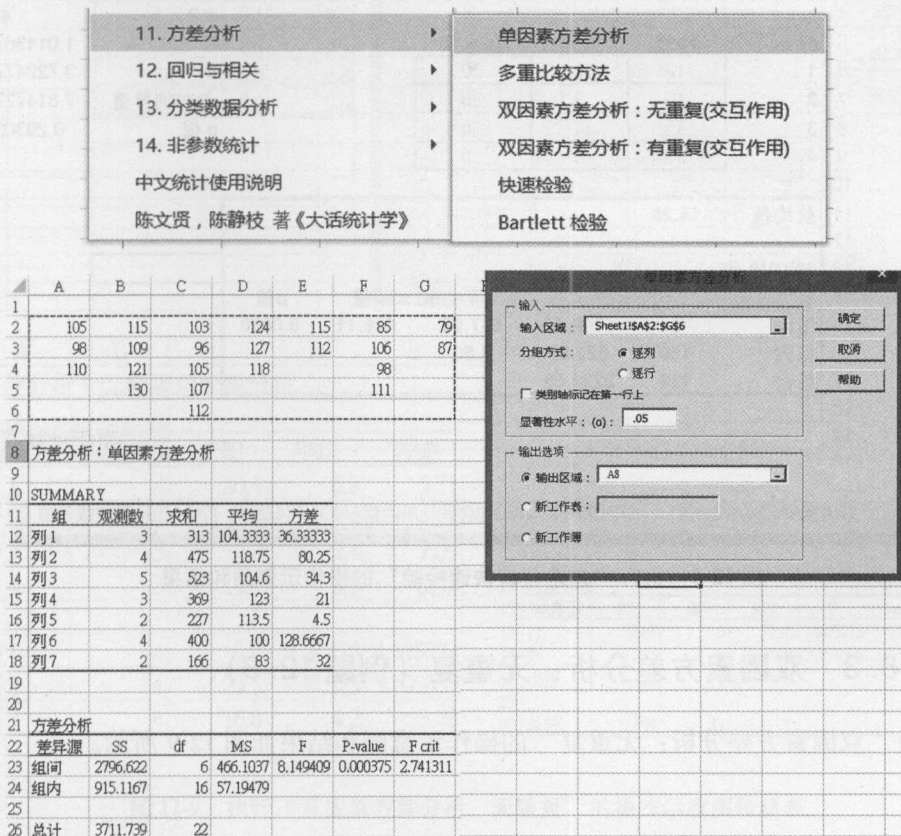 11. 方差分析
12. 回归与相关
13. 分类数据分析
14. 非参数统计
中文统计使用说明
陈文贤，陈静枝 著《大话统计学》
单因素方差分析
多重比较方法
双因素方差分析：无重复(交互作用)
双因素方差分析：有重复(交互作用)
快速检验
Bartlett 检验
A B C D E F G
1
2 105 115 103 124 115 85 79
3 98 109 96 127 112 106 87
4 110 121 105 118 98
5 130 107 111
6 112
7
8 方差分析：单因素方差分析
9
10 SUMMARY
11 组 观测数 求和 平均 方差
12 列1 3 313 104.3333 36.33333
13 列2 4 475 118.75 80.25
14 列3 5 523 104.6 34.3
15 列4 3 369 123 21
16 列5 2 227 113.5 4.5
17 列6 4 400 100 128.6667
18 列7 2 166 83 32
19
20
21 方差分析
22 差异源 SS df MS F P-value F crit
23 组间 2796.622 6 466.1037 8.149409 0.000375 2.741311
24 组内 915.1167 16 57.19479
25
26 总计 3711.739 22
单因素方差分析
输入
输入区域： Sheet1!$A$2:$G$6
分组方式： 逐列
逐行
类别轴标记在第一行上
显著性水平：(α)： .05
输出选项
输出区域： A8
新工作表：
新工作簿
确定
取消
帮助